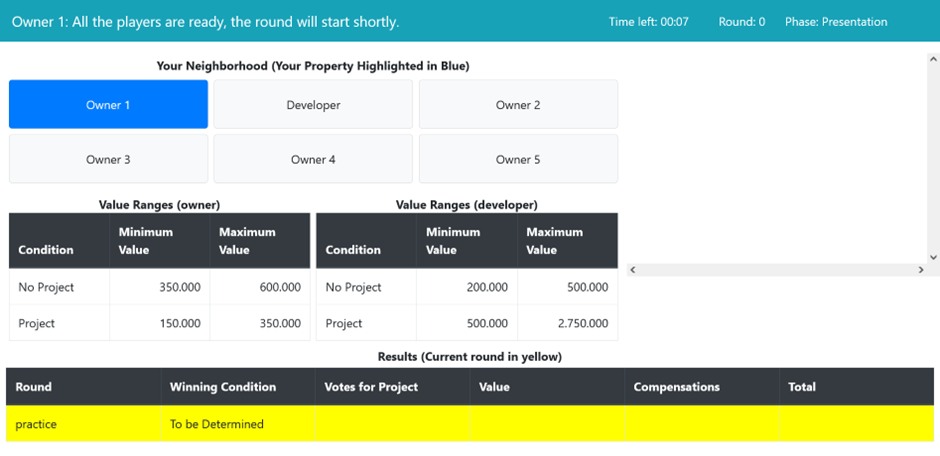 Owner 1: All the players are ready, the round will start shortly. Time left: 00:07 Round: 0 Phase: Presentation
Your Neighborhood (Your Property Highlighted in Blue)
Owner 1 Developer Owner 2
Owner 3 Owner 4 Owner 5
Value Ranges (owner)
Condition Minimum Value Maximum Value
No Project 350.000 600.000
Project 150.000 350.000
Value Ranges (developer)
Condition Minimum Value Maximum Value
No Project 200.000 500.000
Project 500.000 2.750.000
Results (Current round in yellow)
Round Winning Condition Votes for Project Value Compensations Total
practice To be Determined